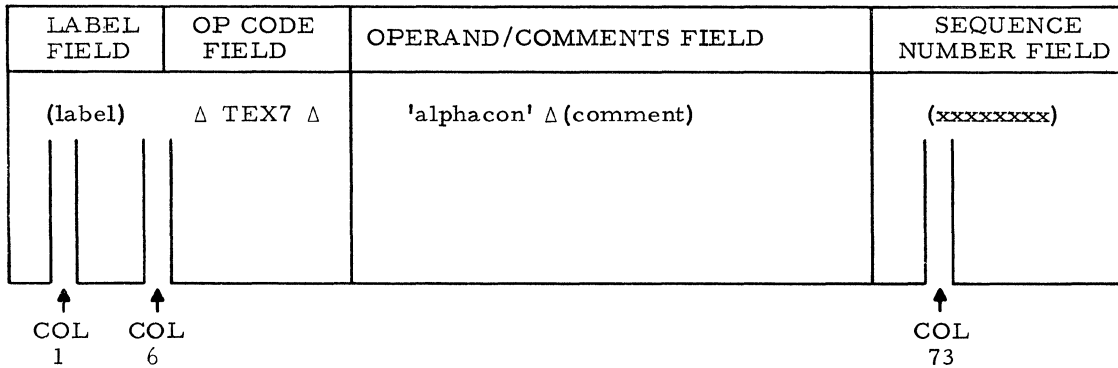 LABEL FIELD
OP CODE FIELD
OPERAND/COMMENTS FIELD
SEQUENCE NUMBER FIELD
(label) Δ TEX7 Δ 'alphacon' Δ (comment) (xxxxxxxx)
COL 1
COL 6
COL 73